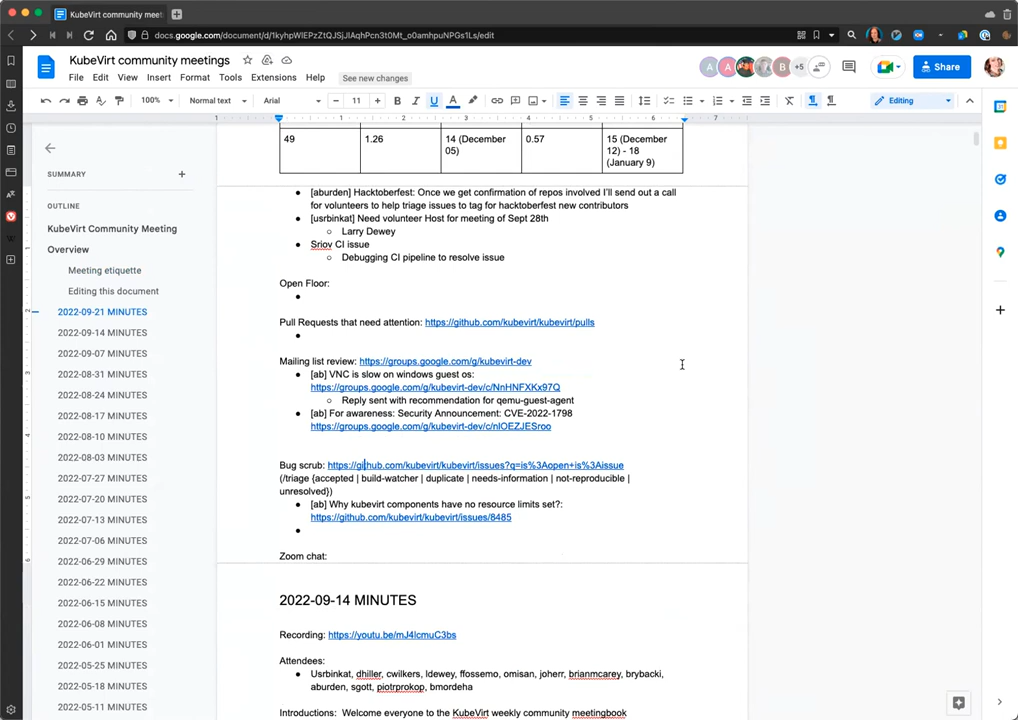 KubeVirt community meet
docs.google.com/document/d/1kyhpWlEPzZtQJSjlAqhPcn3t0Mt_o0amhpuNPGs1Ls/edit
KubeVirt community meetings
File Edit View Insert Format Tools Extensions Help
See new changes
A A B +5
Share
100% Normal text Arial 11 B I U A
Editing
1 1 2 3 4 5 6 7
SUMMARY
OUTLINE
KubeVirt Community Meeting
Overview
Meeting etiquette
Editing this document
2022-09-21 MINUTES
2022-09-14 MINUTES
2022-09-07 MINUTES
2022-08-31 MINUTES
2022-08-24 MINUTES
2022-08-17 MINUTES
2022-08-10 MINUTES
2022-08-03 MINUTES
2022-07-27 MINUTES
2022-07-20 MINUTES
2022-07-13 MINUTES
2022-07-06 MINUTES
2022-06-29 MINUTES
2022-06-22 MINUTES
2022-06-15 MINUTES
2022-06-08 MINUTES
2022-06-01 MINUTES
2022-05-25 MINUTES
2022-05-18 MINUTES
2022-05-11 MINUTES
49 1.26 14 (December 05) 0.57 15 (December 12) - 18 (January 9)
[aburden] Hacktoberfest: Once we get confirmation of repos involved I'll send out a call
for volunteers to help triage issues to tag for hacktoberfest new contributors
[usrbinkat] Need volunteer Host for meeting of Sept 28th
Larry Dewey
Sriov CI issue
Debugging CI pipeline to resolve issue
Open Floor:
Pull Requests that need attention: https://github.com/kubevirt/kubevirt/pulls
Mailing list review: https://groups.google.com/g/kubevirt-dev
[ab] VNC is slow on windows guest os:
https://groups.google.com/g/kubevirt-dev/c/NnHNFXKx97Q
Reply sent with recommendation for qemu-guest-agent
[ab] For awareness: Security Announcement: CVE-2022-1798
https://groups.google.com/g/kubevirt-dev/c/nlOEZJESroo
Bug scrub: https://github.com/kubevirt/kubevirt/issues?q=is%3Aopen+is%3Aissue
(/triage {accepted | build-watcher | duplicate | needs-information | not-reproducible |
unresolved})
[ab] Why kubevirt components have no resource limits set?:
https://github.com/kubevirt/kubevirt/issues/8485
Zoom chat:
2022-09-14 MINUTES
Recording: https://youtu.be/mJ4lcmuC3bs
Attendees:
Usrbinkat, dhiller, cwilkers, ldewey, ffossemo, omisan, joherr, brianmcarey, brybacki,
aburden, sgott, piotrprokop, bmordeha
Introductions: Welcome everyone to the KubeVirt weekly community meetingbook